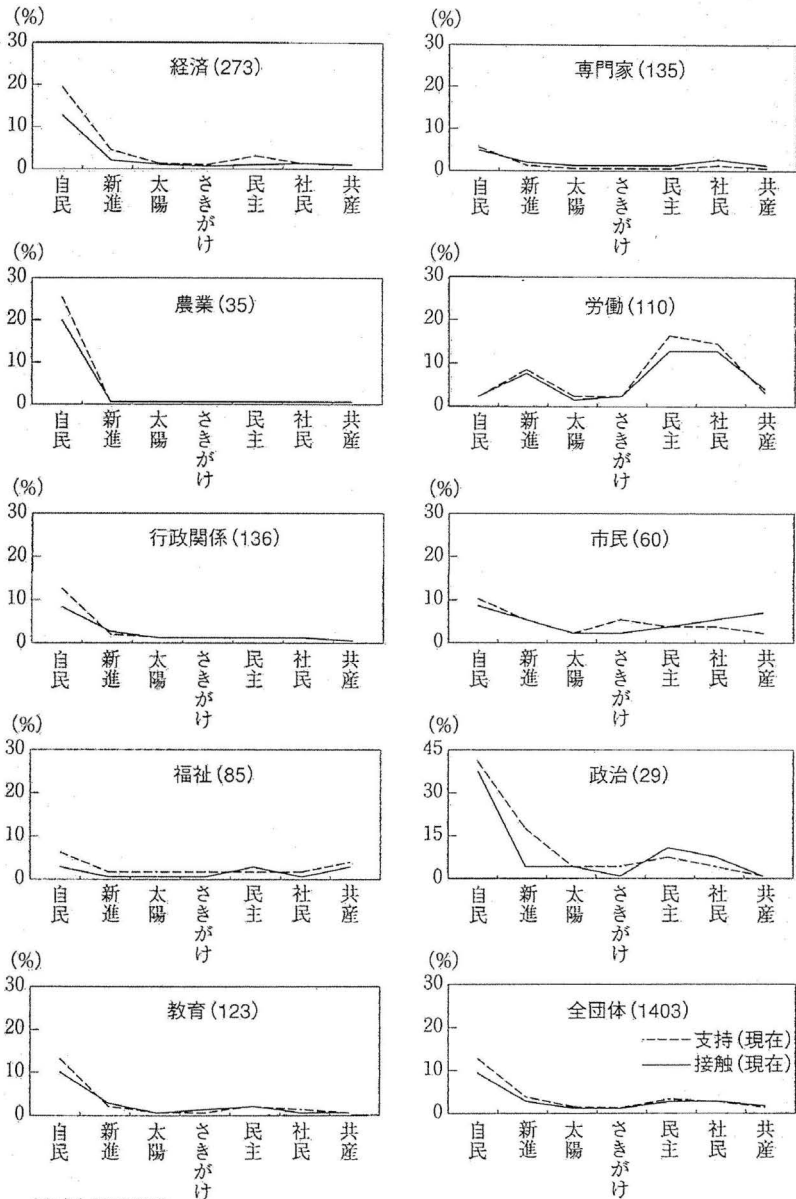 (%)
30
20
10
0
経済(273)
自民
新進
太陽
さきがけ
民主
社民
共産
(%)
30
20
10
0
専門家(135)
自民
新進
太陽
さきがけ
民主
社民
共産
(%)
30
20
10
0
農業(35)
自民
新進
太陽
さきがけ
民主
社民
共産
(%)
30
20
10
0
労働(110)
自民
新進
太陽
さきがけ
民主
社民
共産
(%)
30
20
10
0
行政関係(136)
自民
新進
太陽
さきがけ
民主
社民
共産
(%)
30
20
10
0
市民(60)
自民
新進
太陽
さきがけ
民主
社民
共産
(%)
30
20
10
0
福祉(85)
自民
新進
太陽
さきがけ
民主
社民
共産
(%)
45
30
15
0
政治(29)
自民
新進
太陽
さきがけ
民主
社民
共産
(%)
30
20
10
0
教育(123)
自民
新進
太陽
さきがけ
民主
社民
共産
(%)
30
20
10
0
全団体(1403)
支持(現在)
接触(現在)
自民
新進
太陽
さきがけ
民主
社民
共産